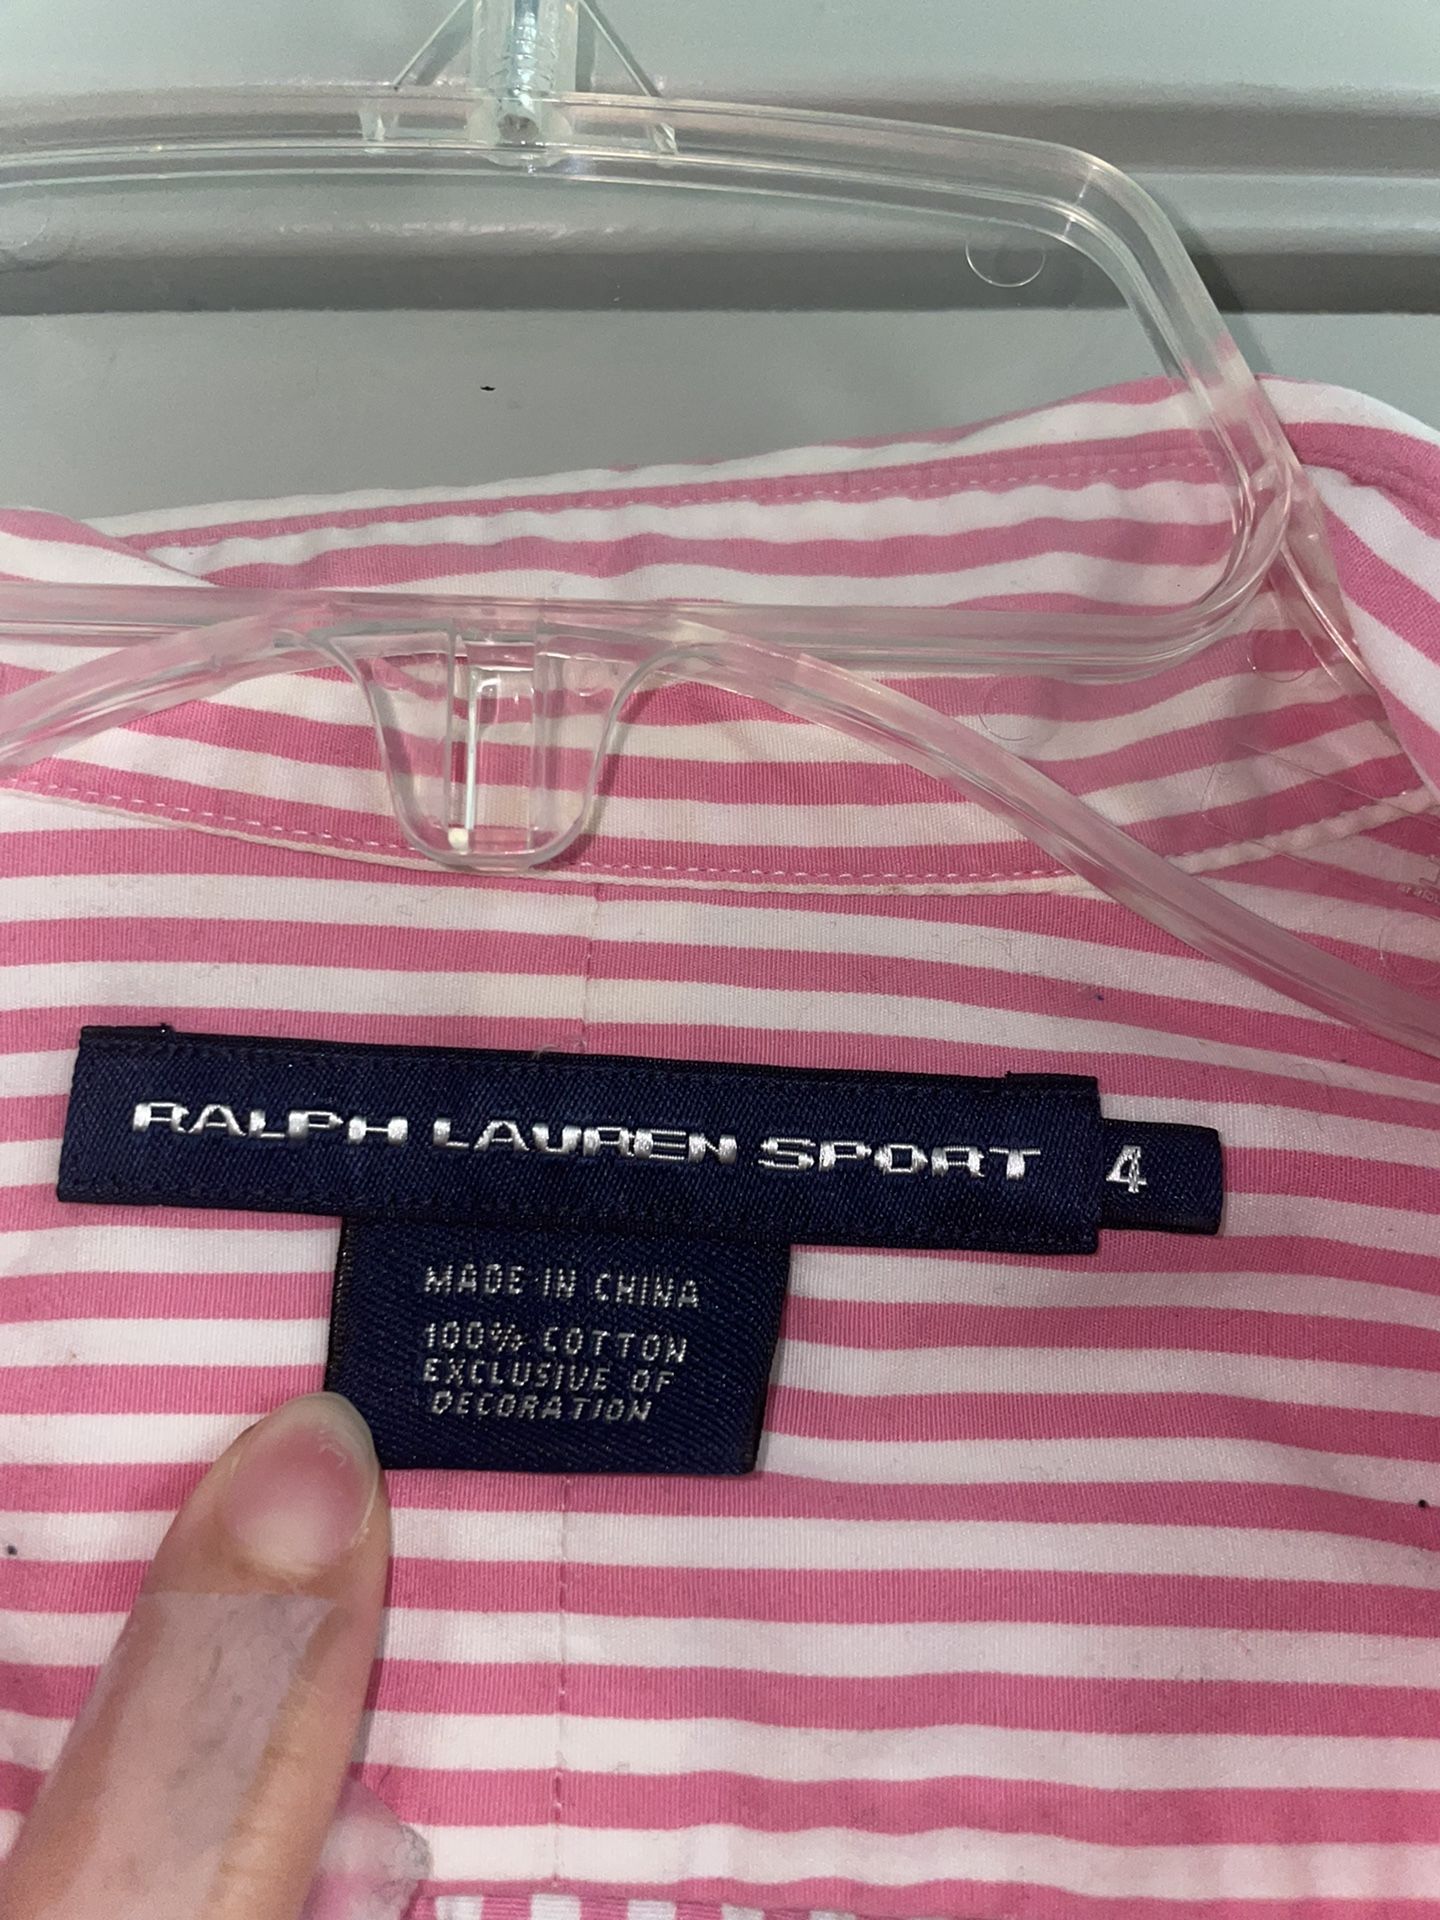 RALPH LAUREN SPORT
4
MADE IN CHINA
100% COTTON
EXCLUSIVE OF
DECORATION